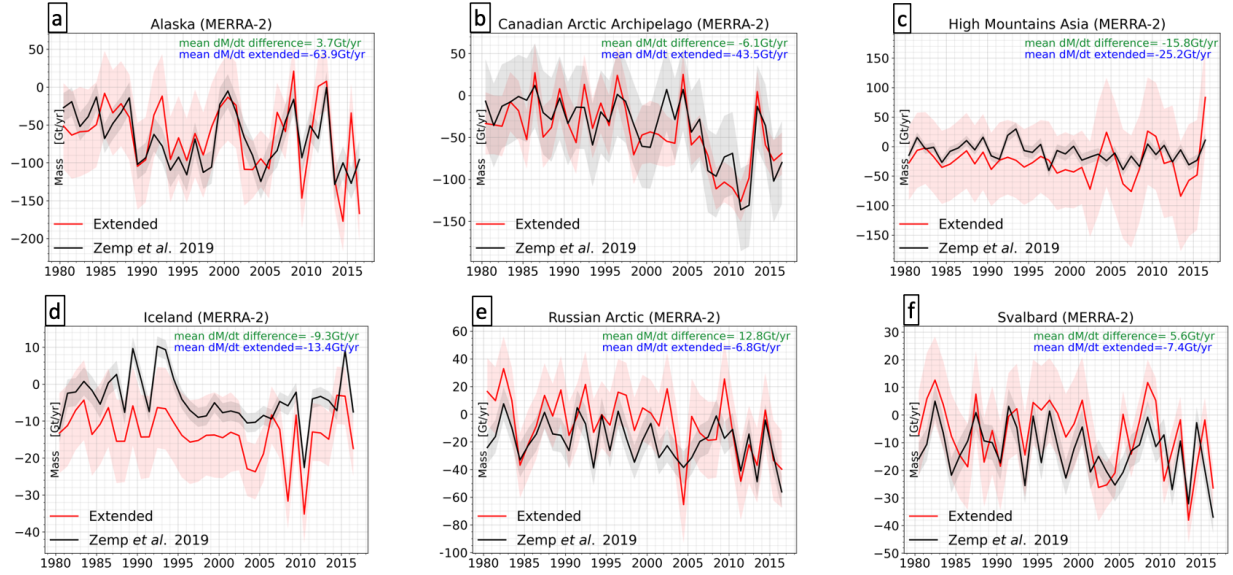 a
Alaska (MERRA-2)
mean dM/dt difference= 3.7Gt/yr
mean dM/dt extended=-63.9Gt/yr
50
0
−50
−100
−150
−200
Mass [Gt/yr]
Extended
Zemp et al. 2019
1980 1985 1990 1995 2000 2005 2010 2015
b
Canadian Arctic Archipelago (MERRA-2)
mean dM/dt difference= -6.1Gt/yr
mean dM/dt extended=-43.5Gt/yr
50
0
−50
−100
−150
Mass [Gt/yr]
Extended
Zemp et al. 2019
1980 1985 1990 1995 2000 2005 2010 2015
c
High Mountains Asia (MERRA-2)
mean dM/dt difference= -15.8Gt/yr
mean dM/dt extended=-25.2Gt/yr
150
100
50
0
−50
−100
−150
Mass [Gt/yr]
Extended
Zemp et al. 2019
1980 1985 1990 1995 2000 2005 2010 2015
d
Iceland (MERRA-2)
mean dM/dt difference= -9.3Gt/yr
mean dM/dt extended=-13.4Gt/yr
10
0
−10
−20
−30
−40
Mass [Gt/yr]
Extended
Zemp et al. 2019
1980 1985 1990 1995 2000 2005 2010 2015
e
Russian Arctic (MERRA-2)
mean dM/dt difference= 12.8Gt/yr
mean dM/dt extended=-6.8Gt/yr
60
40
20
0
−20
−40
−60
−80
−100
Mass [Gt/yr]
Extended
Zemp et al. 2019
1980 1985 1990 1995 2000 2005 2010 2015
f
Svalbard (MERRA-2)
mean dM/dt difference= 5.6Gt/yr
mean dM/dt extended=-7.4Gt/yr
30
20
10
0
−10
−20
−30
−40
−50
Mass [Gt/yr]
Extended
Zemp et al. 2019
1980 1985 1990 1995 2000 2005 2010 2015